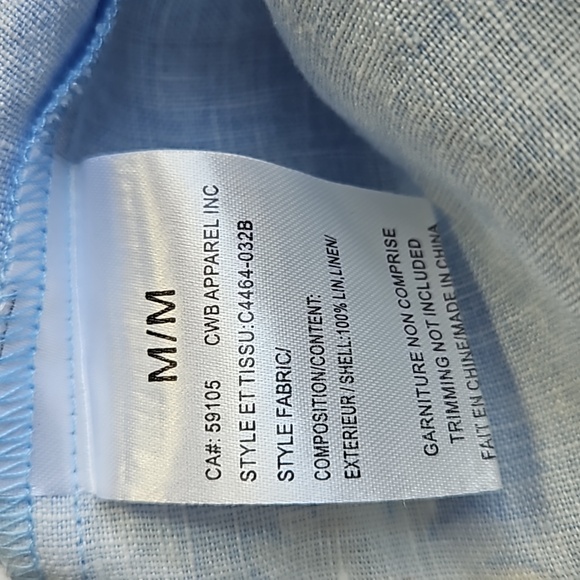 M/M
CA#: 59105 CWB APPAREL INC
STYLE ET TISSU:C4464-032B
STYLE FABRIC/
COMPOSITION/CONTENT:
EXTERIEUR / SHELL:100% LIN,LINEN/
GARNITURE NON COMPRISE
TRIMMING NOT INCLUDED
FAIT EN CHINE/MADE IN CHINA